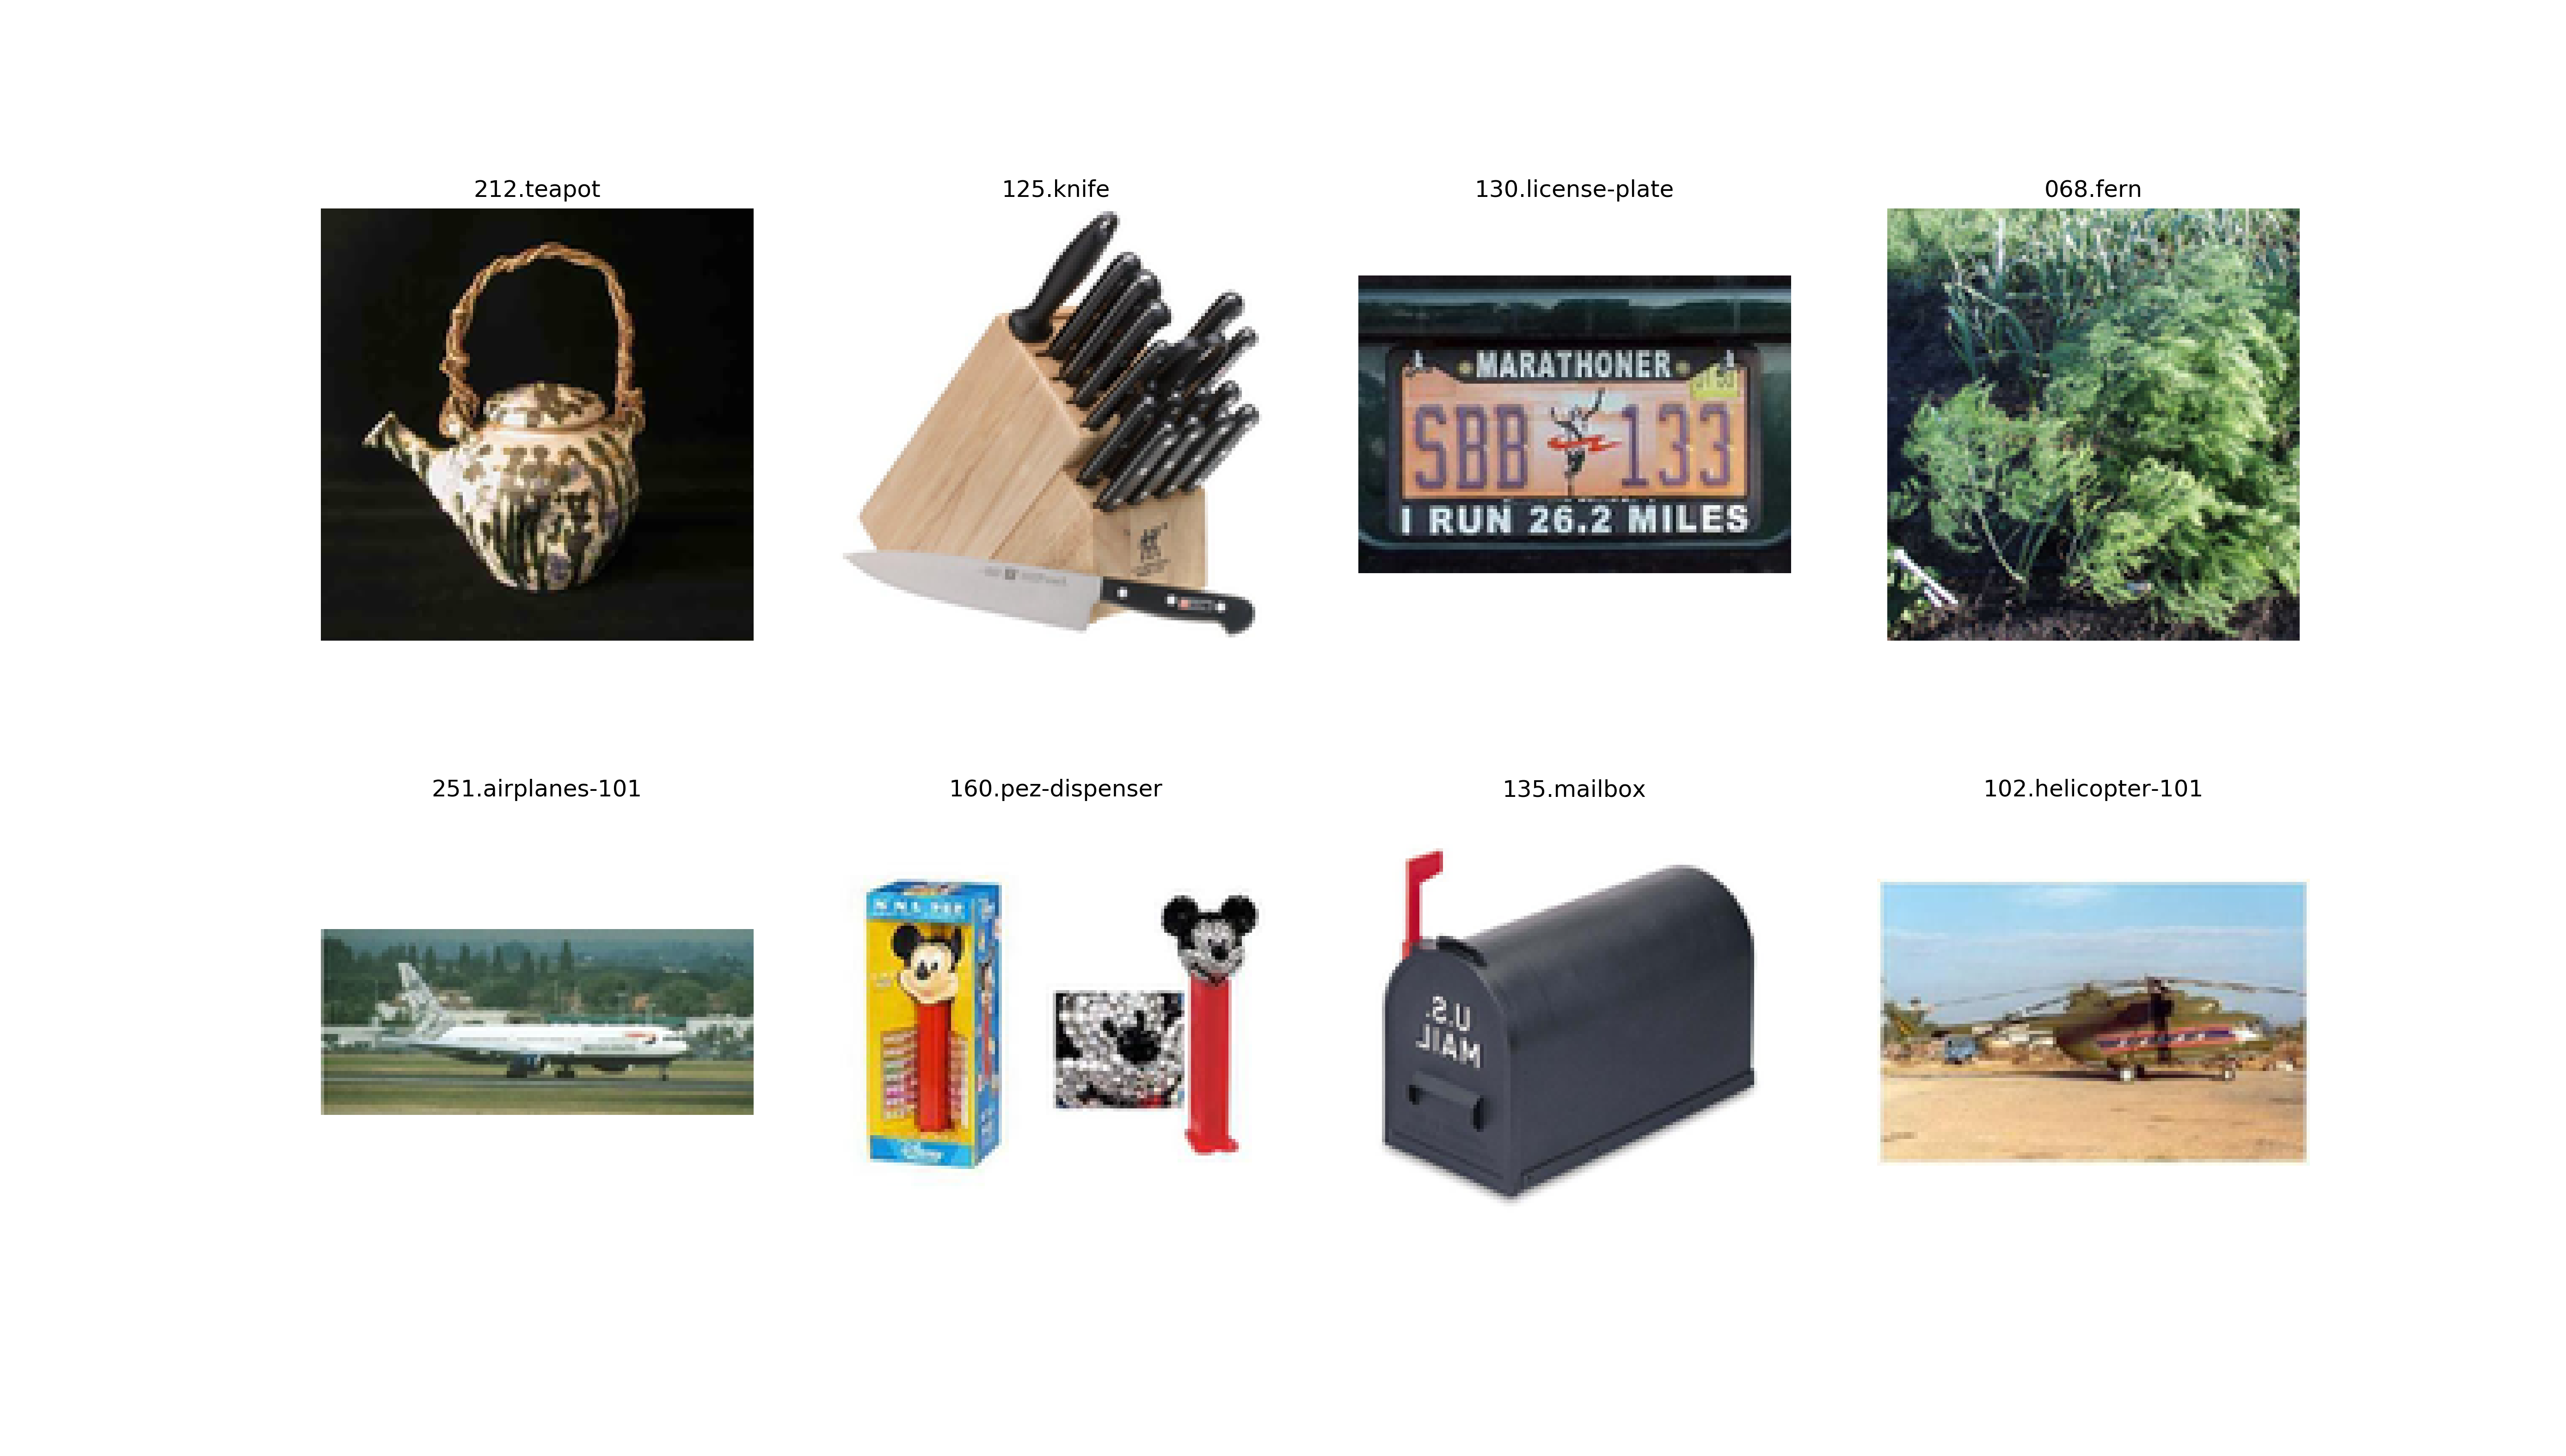 212.teapot
125.knife
130.license-plate
068.fern
MARATHONER
SBB 133
I RUN 26.2 MILES
251.airplanes-101
160.pez-dispenser
135.mailbox
102.helicopter-101
Disney
U.S.
MAIL